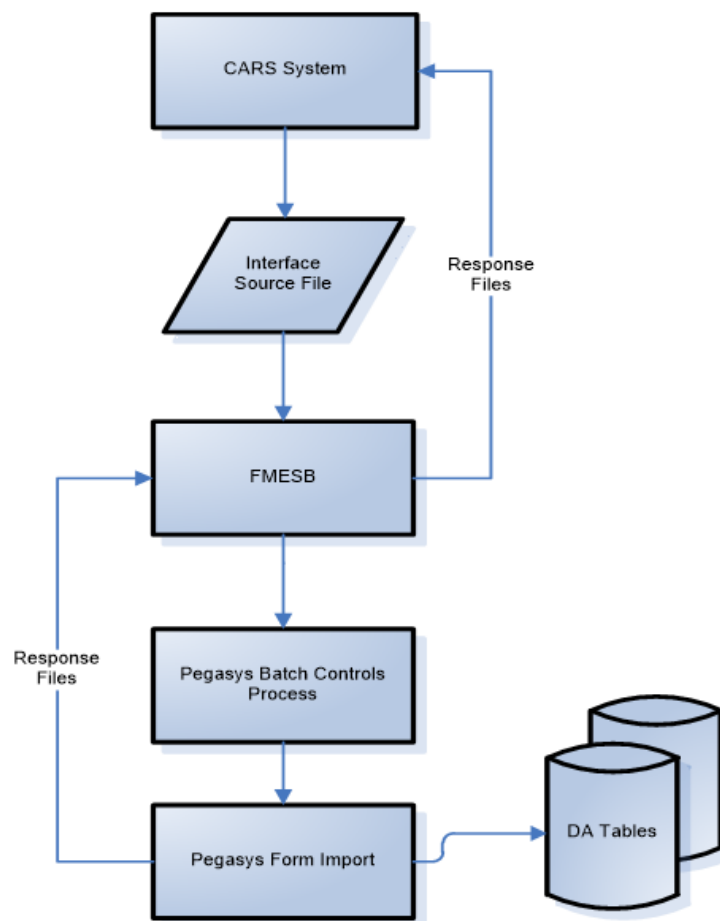 CARS System
Interface
Source File
Response
Files
FMESB
Response
Files
Pegasys Batch Controls
Process
Pegasys Form Import
DA Tables